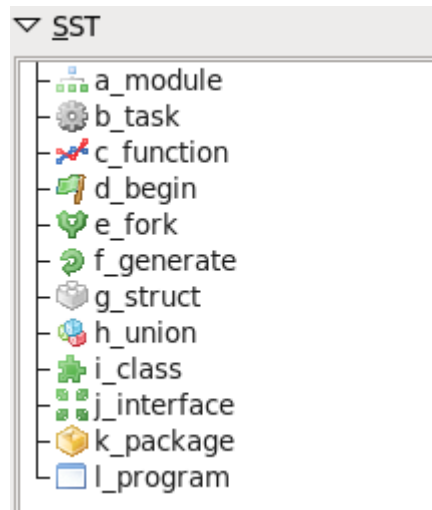 SST
a_module
b_task
c_function
d_begin
e_fork
f_generate
g_struct
h_union
i_class
j_interface
k_package
l_program